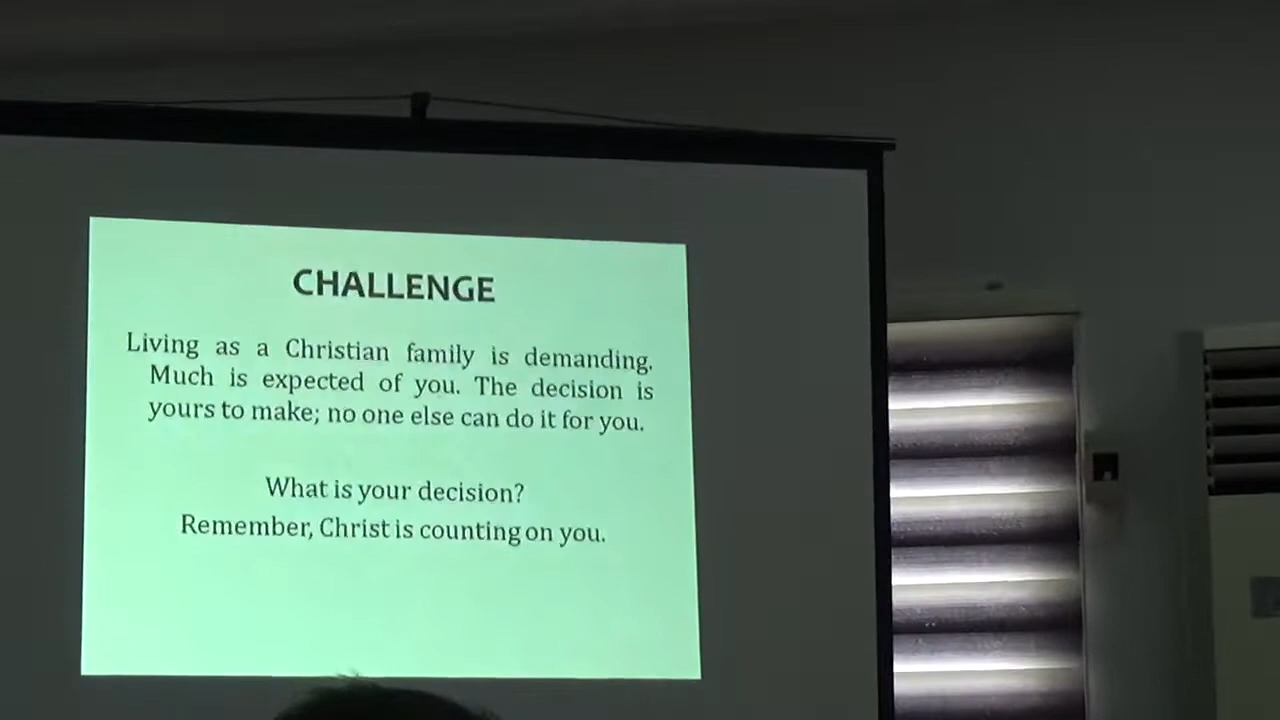 CHALLENGE
Living as a Christian family is demanding.
Much is expected of you. The decision is
yours to make; no one else can do it for you.
What is your decision?
Remember, Christ is counting on you.